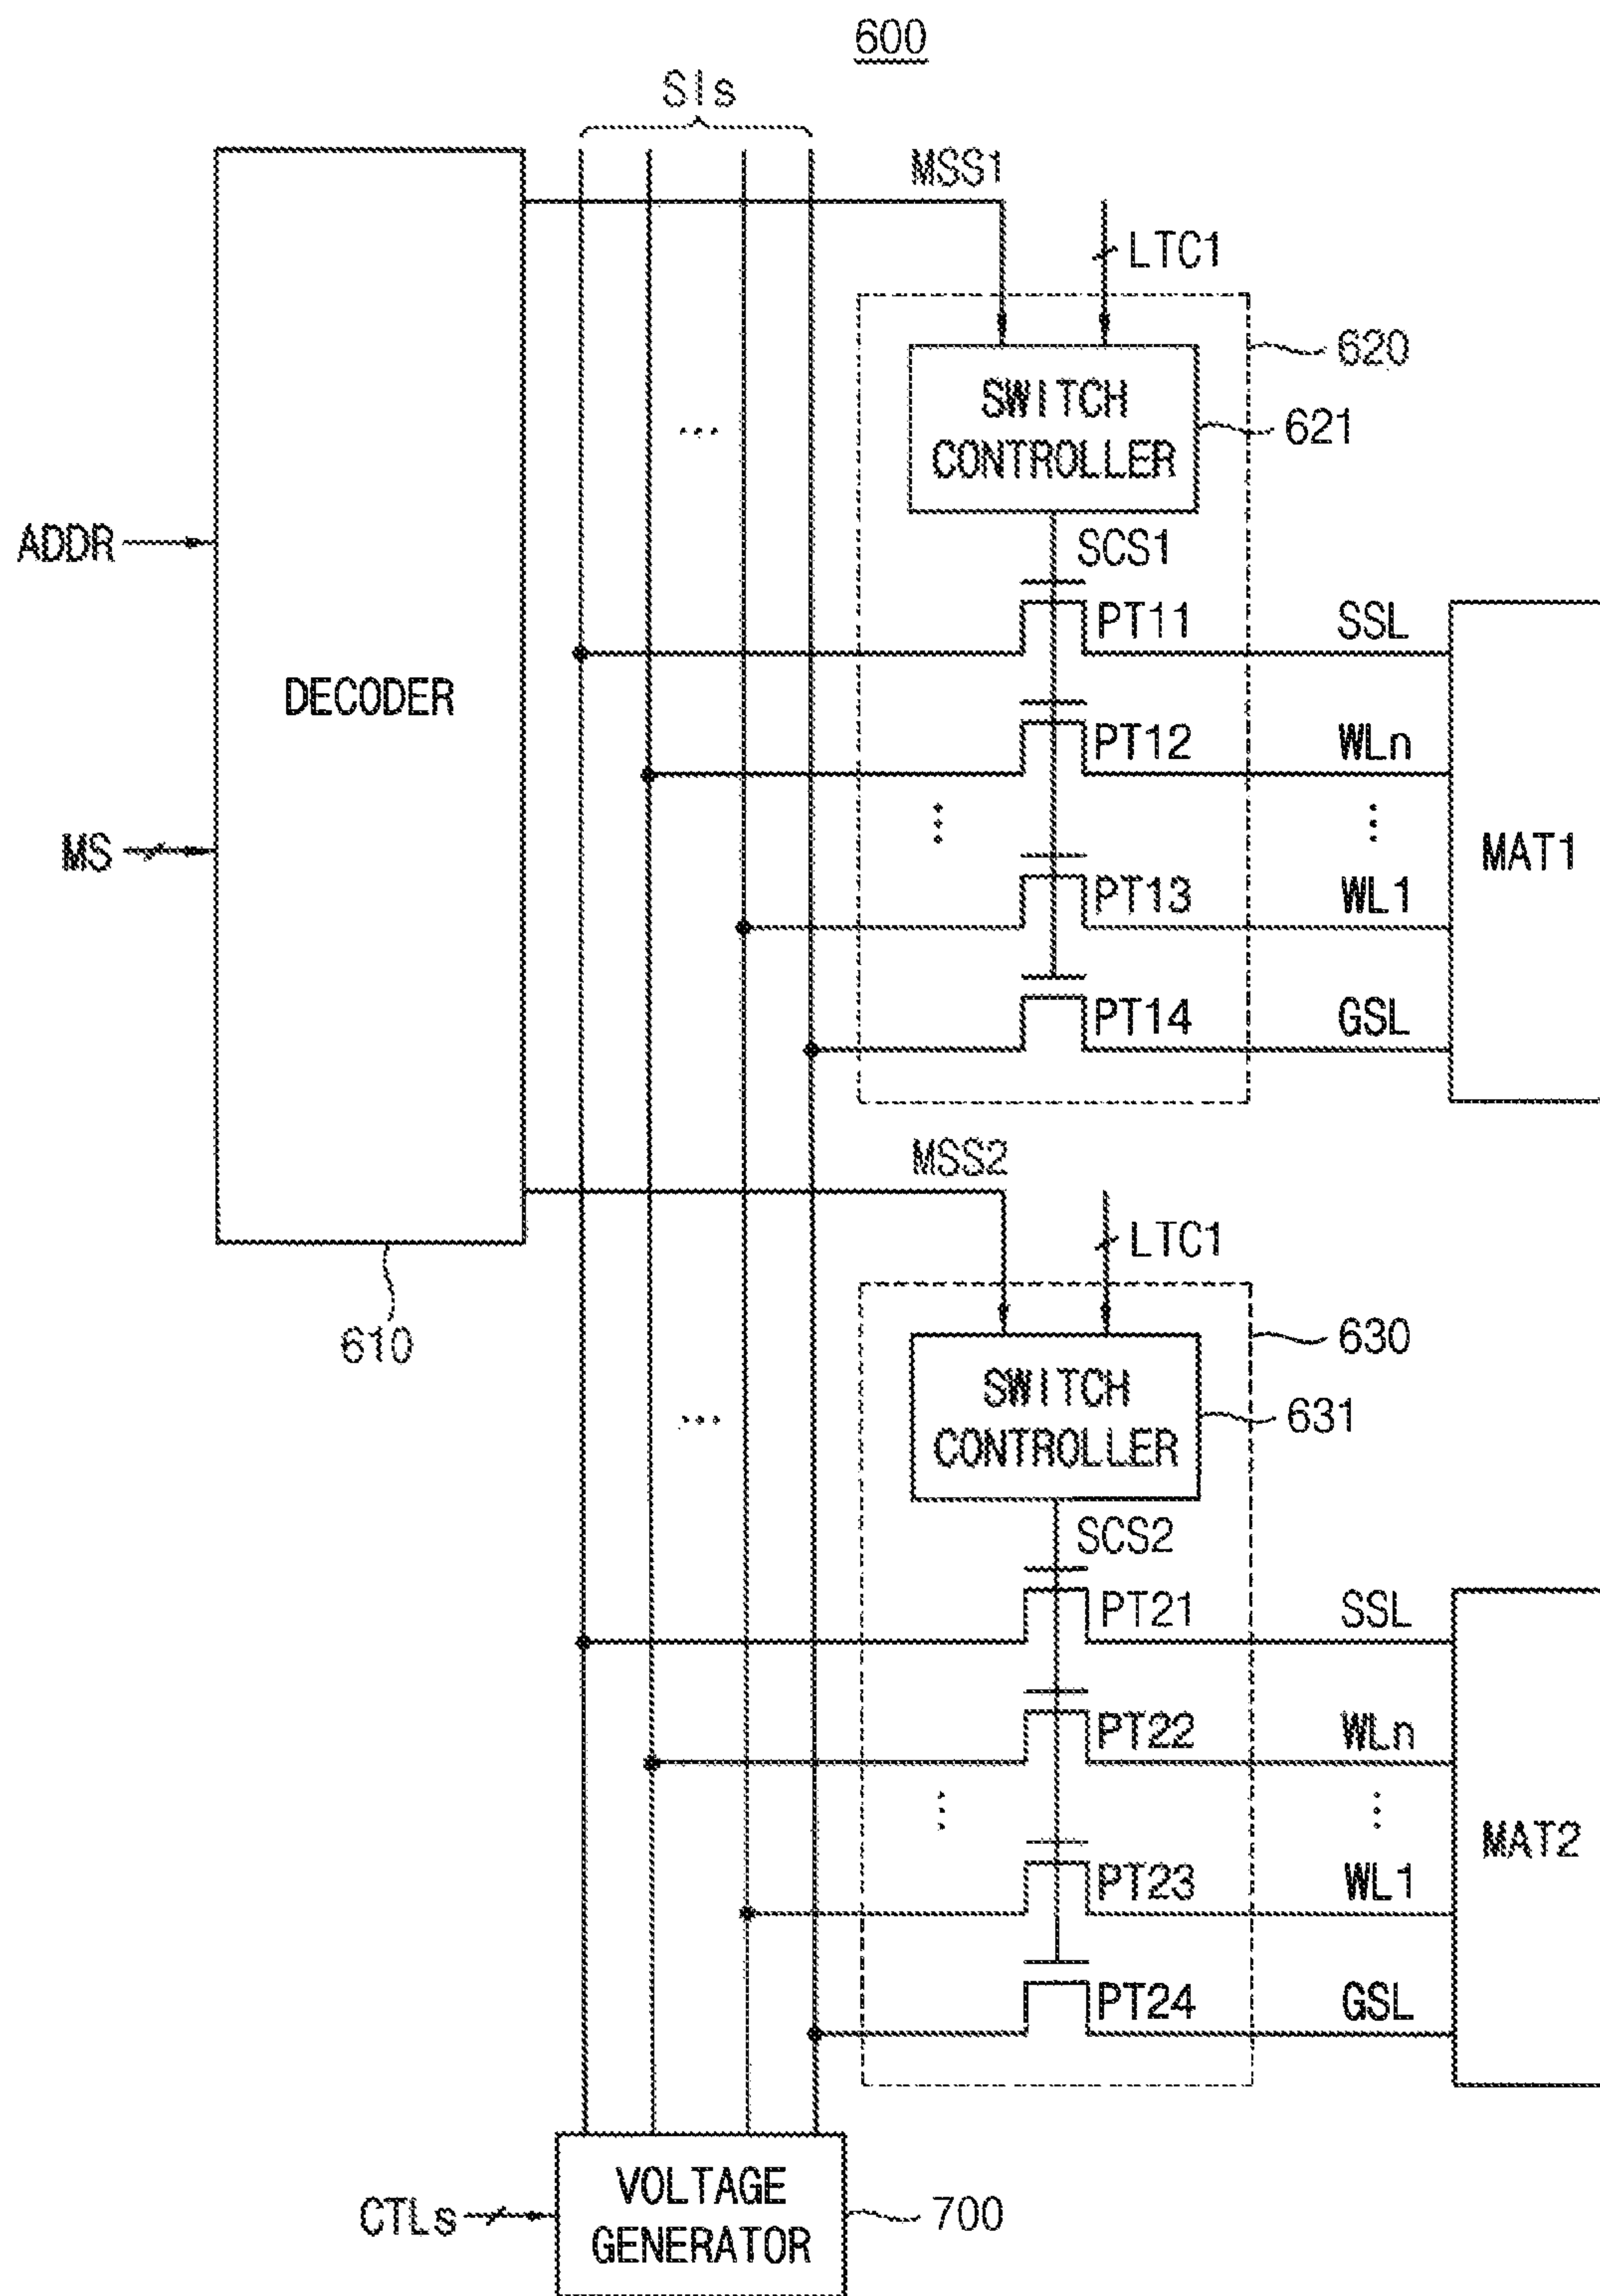 600
SIs
MSS1
LTC1
620
SWITCH
CONTROLLER
621
ADDR
SCS1
PT11
SSL
DECODER
PT12
WLn
...
MS
MAT1
PT13
WL1
PT14
GSL
MSS2
LTC1
610
630
SWITCH
CONTROLLER
631
...
SCS2
PT21
SSL
PT22
WLn
MAT2
PT23
WL1
PT24
GSL
VOLTAGE
GENERATOR
CTLs
700